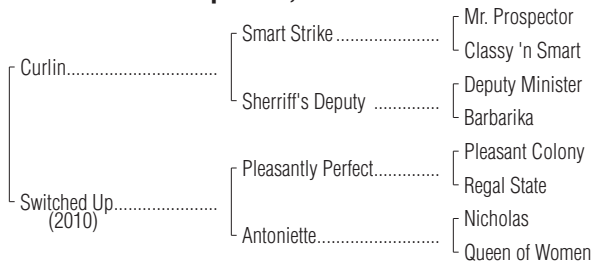 Mr. Prospector
Smart Strike
Classy 'n Smart
Curlin
Deputy Minister
Sherriff's Deputy
Barbarika
Pleasant Colony
Pleasantly Perfect
Regal State
Switched Up
(2010)
Nicholas
Antoniette
Queen of Women